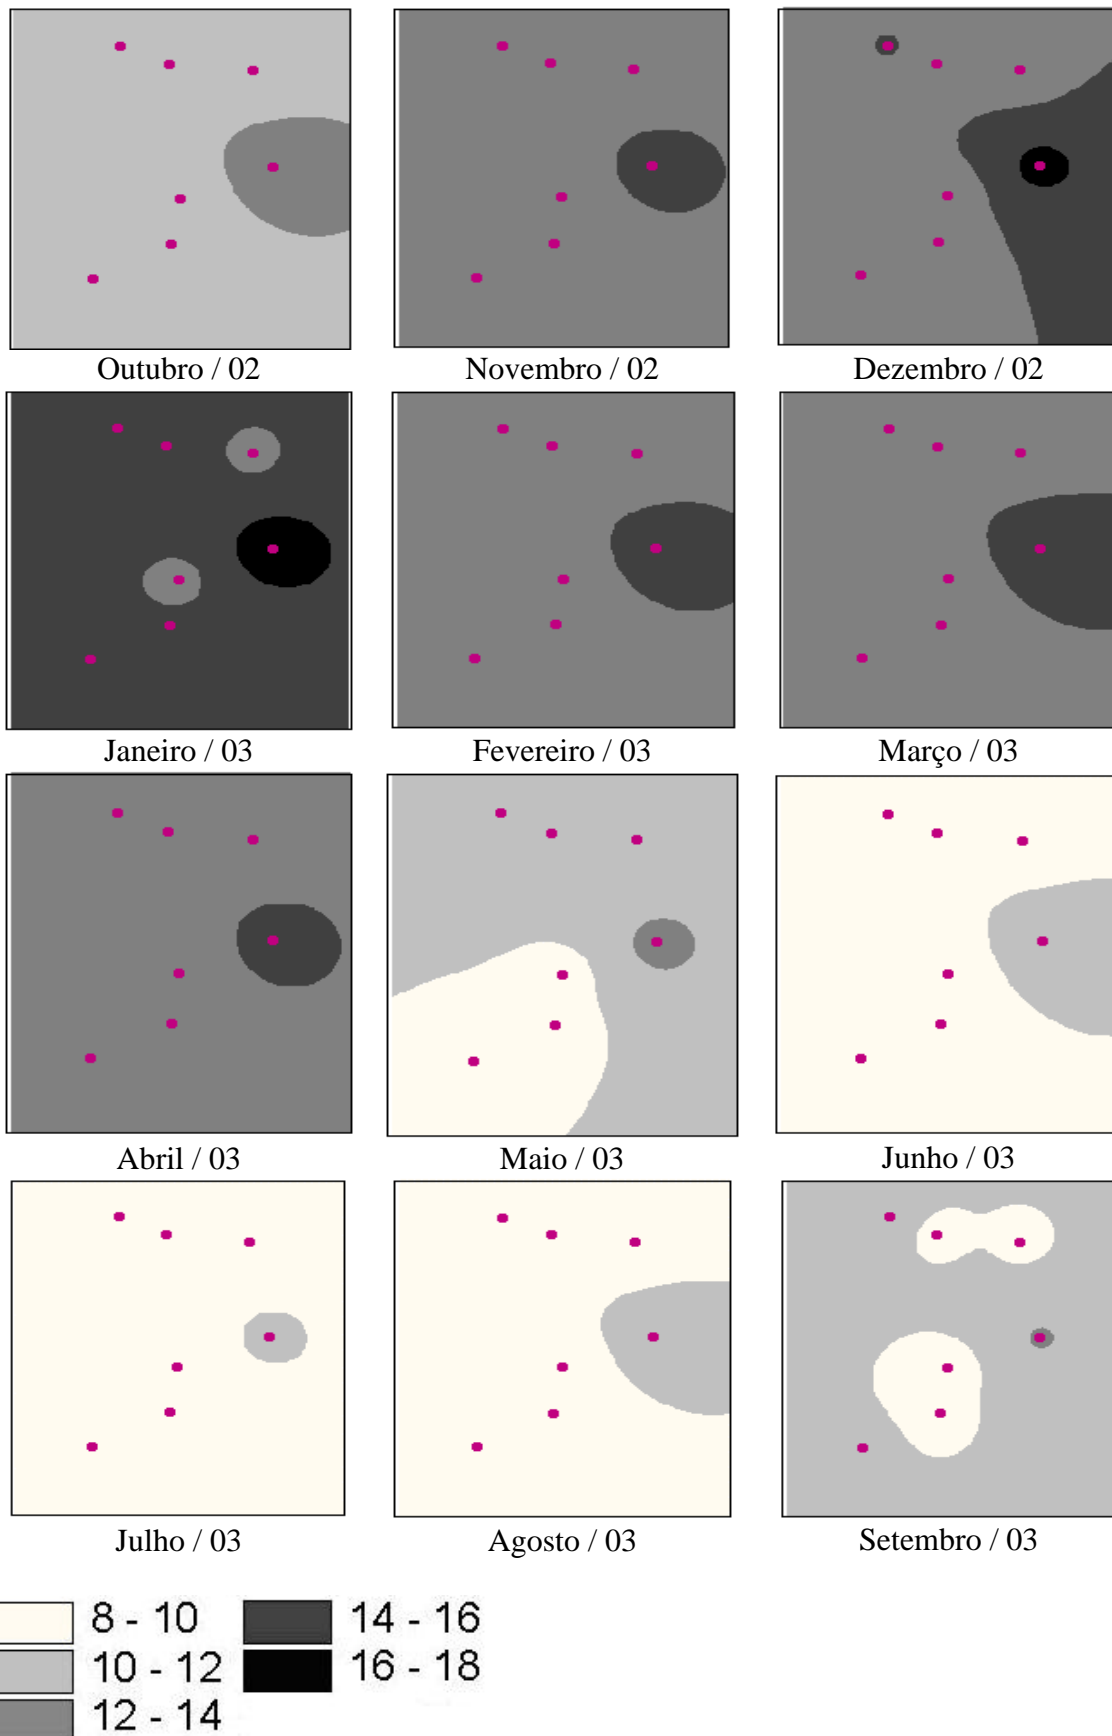 Outubro / 02 Novembro / 02 Dezembro / 02
Janeiro / 03 Fevereiro / 03 Março / 03
Abril / 03 Maio / 03 Junho / 03
Julho / 03 Agosto / 03 Setembro / 03
8 - 10 14 - 16
10 - 12 16 - 18
12 - 14